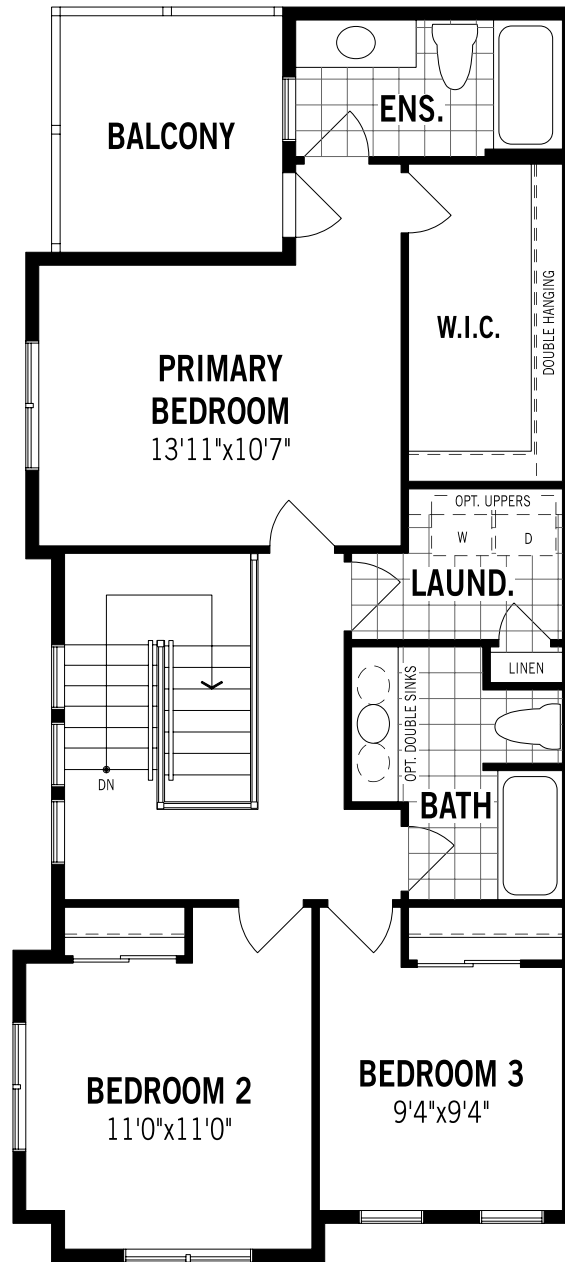 ENS.
BALCONY
W.I.C.
DOUBLE HANGING
PRIMARY
BEDROOM
13'11"x10'7"
OPT. UPPERS
W
D
LAUND.
LINEN
OPT. DOUBLE SINKS
DN
BATH
BEDROOM 2
11'0"x11'0"
BEDROOM 3
9'4"x9'4"